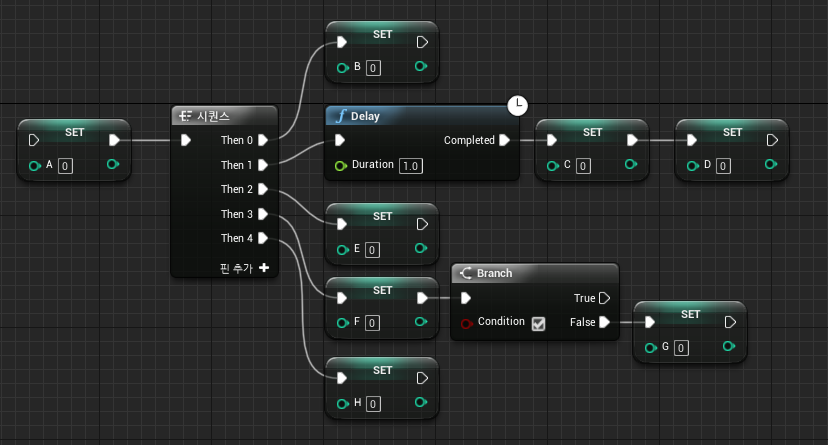 SET
B 0
SET
A 0
시퀀스
Then 0
Then 1
Then 2
Then 3
Then 4
핀 추가 +
f Delay
Completed
Duration 1.0
SET
C 0
SET
D 0
SET
E 0
SET
F 0
Branch
True
Condition
False
SET
G 0
SET
H 0